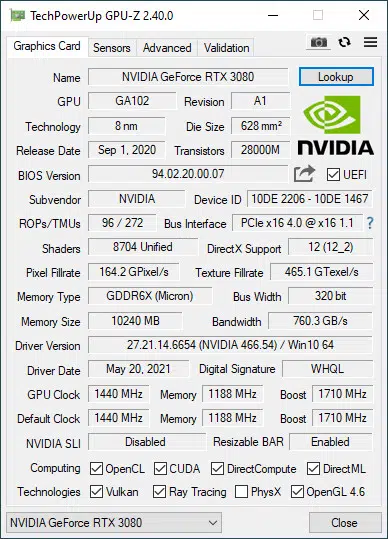 TechPowerUp GPU-Z 2.40.0
Graphics Card Sensors Advanced Validation
Name NVIDIA GeForce RTX 3080 Lookup
GPU GA102 Revision A1
Technology 8 nm Die Size 628 mm²
Release Date Sep 1, 2020 Transistors 28000M
NVIDIA
BIOS Version 94.02.20.00.07 UEFI
Subvendor NVIDIA Device ID 10DE 2206 - 10DE 1467
ROPs/TMUs 96 / 272 Bus Interface PCIe x16 4.0 @ x16 1.1 ?
Shaders 8704 Unified DirectX Support 12 (12_2)
Pixel Fillrate 164.2 GPixel/s Texture Fillrate 465.1 GTexel/s
Memory Type GDDR6X (Micron) Bus Width 320 bit
Memory Size 10240 MB Bandwidth 760.3 GB/s
Driver Version 27.21.14.6654 (NVIDIA 466.54) / Win10 64
Driver Date May 20, 2021 Digital Signature WHQL
GPU Clock 1440 MHz Memory 1188 MHz Boost 1710 MHz
Default Clock 1440 MHz Memory 1188 MHz Boost 1710 MHz
NVIDIA SLI Disabled Resizable BAR Enabled
Computing OpenCL CUDA DirectCompute DirectML
Technologies Vulkan Ray Tracing PhysX OpenGL 4.6
NVIDIA GeForce RTX 3080 Close